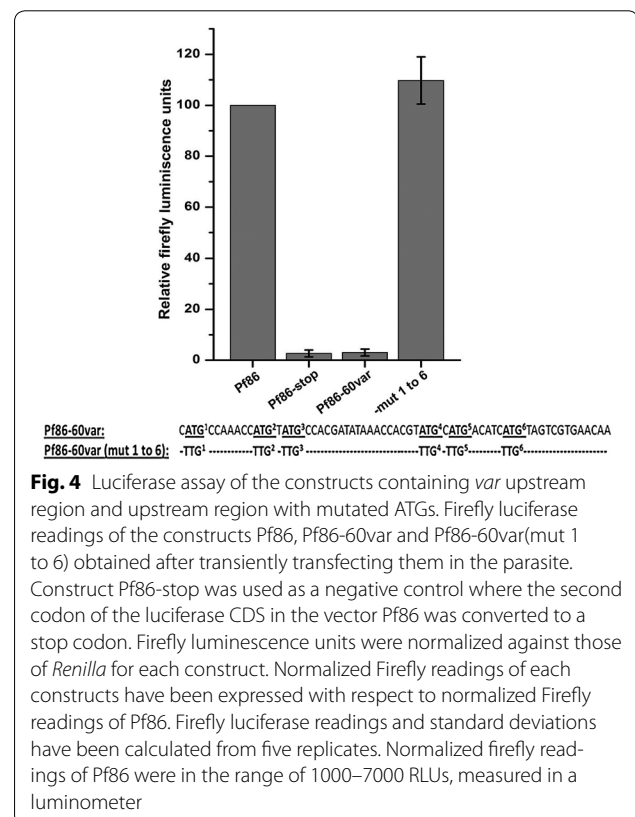 120
100
80
60
40
20
0
Relative firefly luminiscence units
Pf86
Pf86-stop
Pf86-60var
-mut 1 to 6
Pf86-60var: CATG¹CCAAACCATG²TATG³CCACGATATAAACCACGTATG⁴CATG⁵ACATCATG⁶TAGTCGTGAACAA
Pf86-60var (mut 1 to 6): -TTG¹ ------------TTG² -TTG³ --------------------------------TTG⁴ -TTG⁵---------TTG⁶-----------------------
Fig. 4 Luciferase assay of the constructs containing var upstream
region and upstream region with mutated ATGs. Firefly luciferase
readings of the constructs Pf86, Pf86-60var and Pf86-60var(mut 1
to 6) obtained after transiently transfecting them in the parasite.
Construct Pf86-stop was used as a negative control where the second
codon of the luciferase CDS in the vector Pf86 was converted to a
stop codon. Firefly luminescence units were normalized against those
of Renilla for each construct. Normalized Firefly readings of each
constructs have been expressed with respect to normalized Firefly
readings of Pf86. Firefly luciferase readings and standard deviations
have been calculated from five replicates. Normalized firefly read-
ings of Pf86 were in the range of 1000–7000 RLUs, measured in a
luminometer